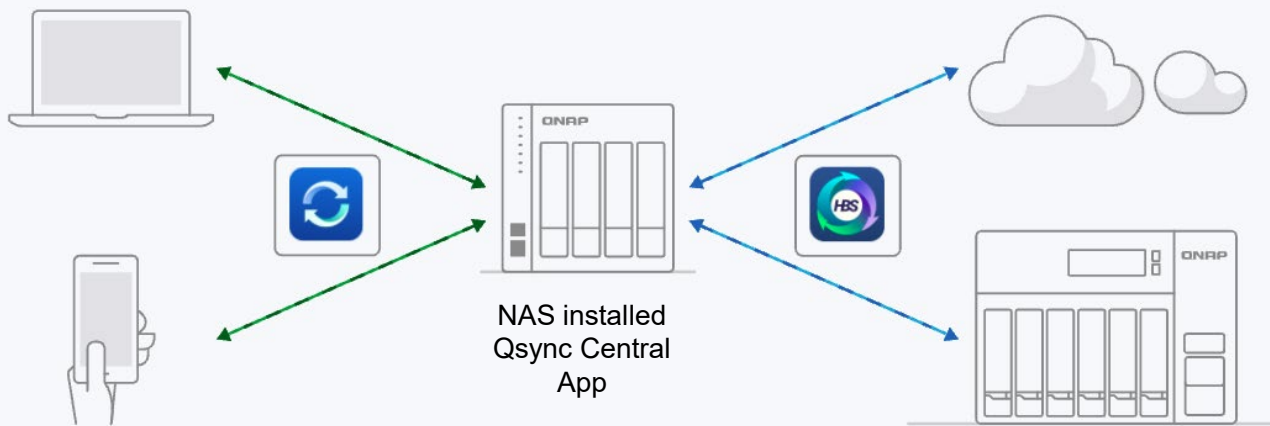 QNAP
HBS
QNAP
NAS installed
Qsync Central
App